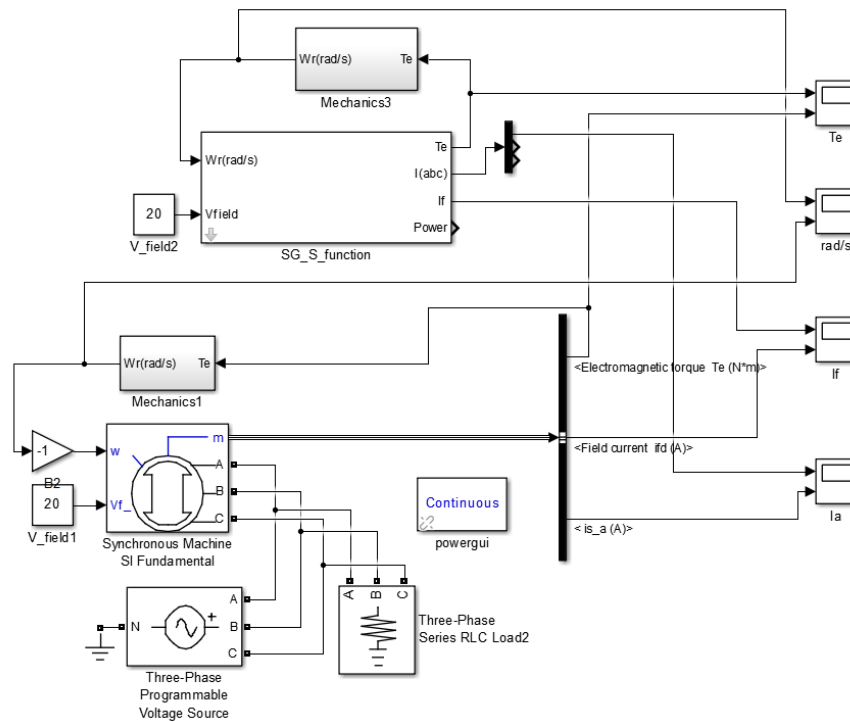 Wr(rad/s)
Te
Mechanics3
Te
Wr(rad/s)
Te
I(abc)
If
Vfield
Power
20
V_field2
SG_S_function
rad/s
Wr(rad/s)
Te
Mechanics1
<Electromagnetic torque Te (N*m)>
If
-1
B2
w
m
A
B
C
Vf_
20
V_field1
Synchronous Machine
SI Fundamental
Continuous
powergui
<Field current ifd (A)>
<is_a (A)>
Ia
N
A
B
C
Three-Phase
Programmable
Voltage Source
A
B
C
Three-Phase
Series RLC Load2